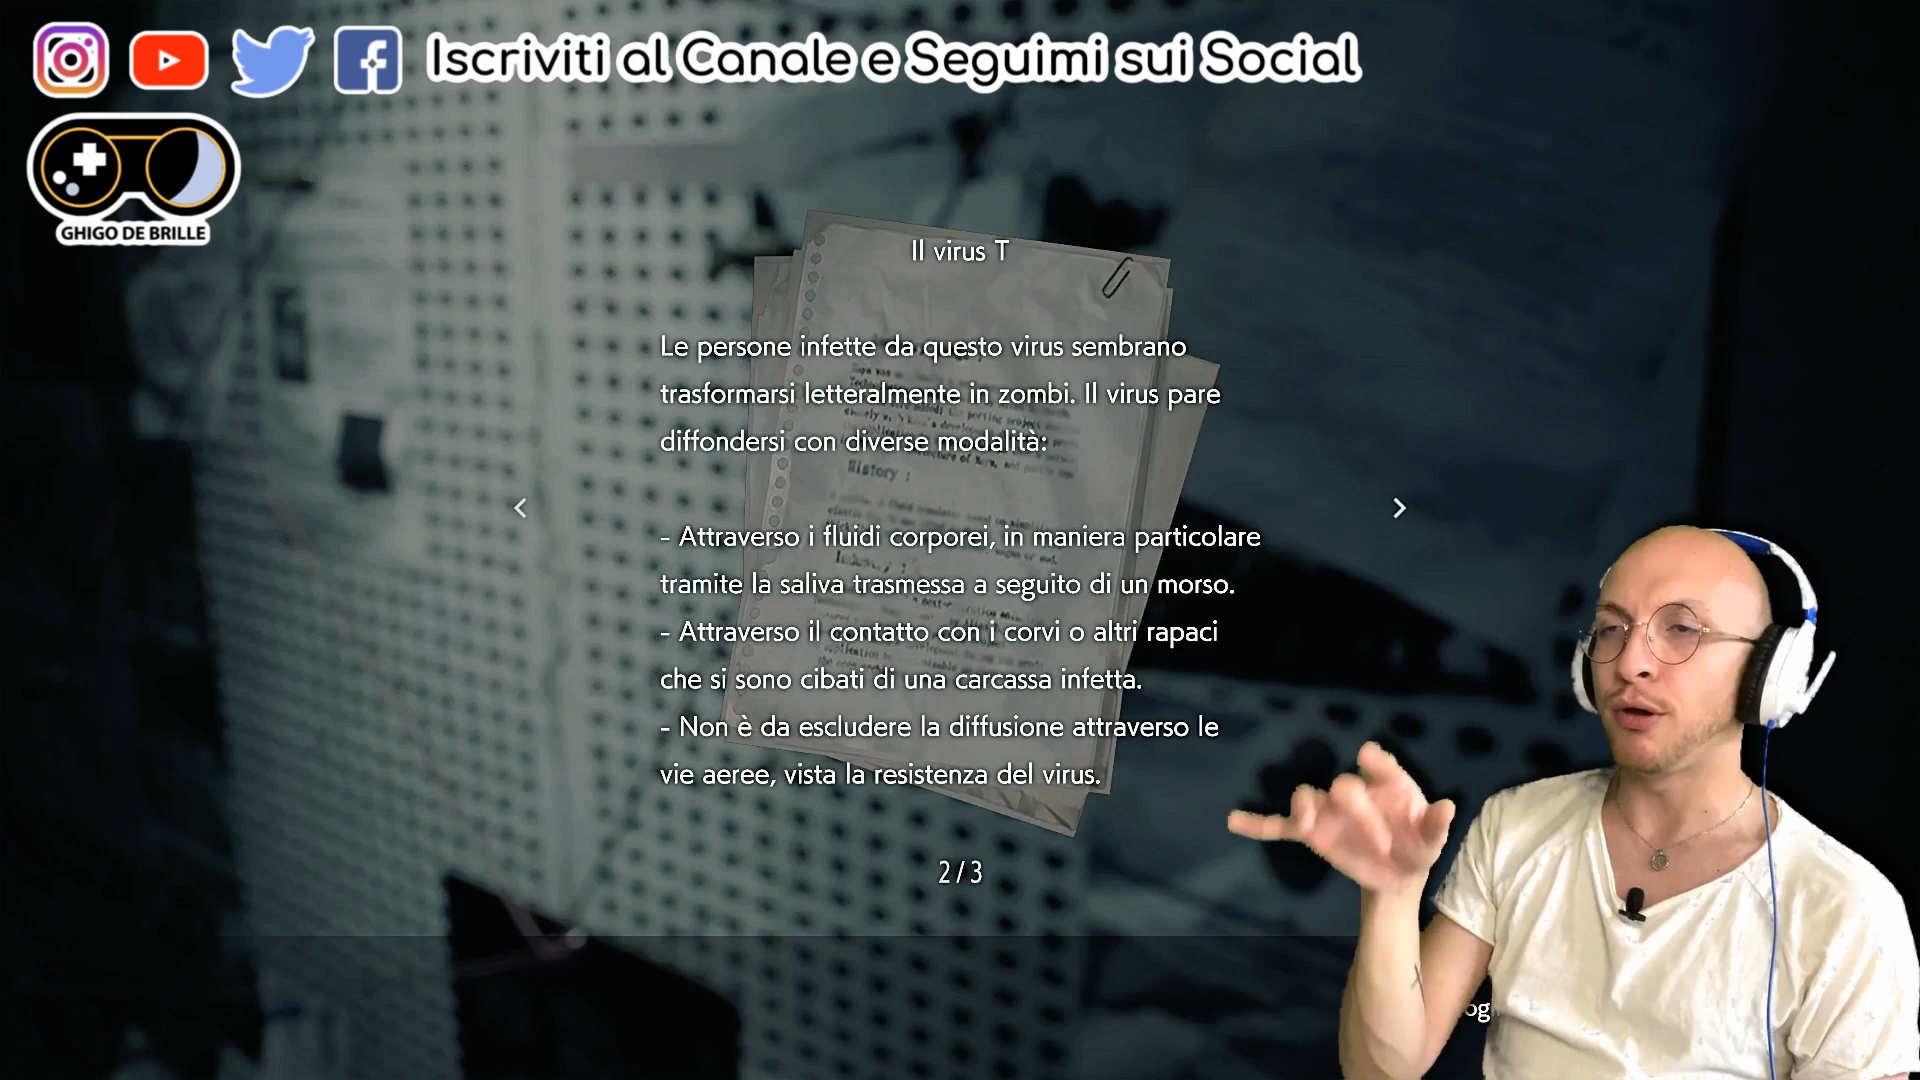 Iscriviti al Canale e Seguimi sui Social
GHIGO DE BRILLE
Il virus T
Le persone infette da questo virus sembrano
trasformarsi letteralmente in zombi. Il virus pare
diffondersi con diverse modalità:
History :
- Attraverso i fluidi corporei, in maniera particolare
tramite la saliva trasmessa a seguito di un morso.
- Attraverso il contatto con i corvi o altri rapaci
che si sono cibati di una carcassa infetta.
- Non è da escludere la diffusione attraverso le
vie aeree, vista la resistenza del virus.
2 / 3